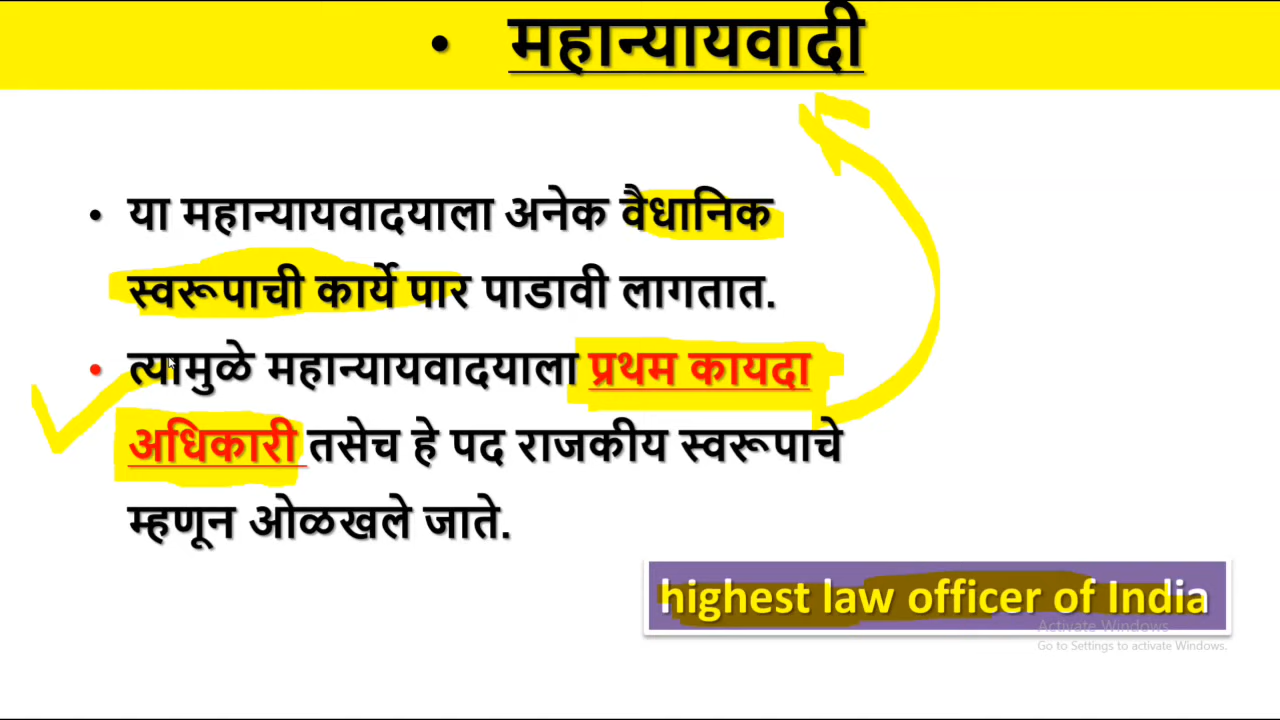 • महान्यायवादी
• या महान्यायवादयाला अनेक वैधानिक
स्वरूपाची कार्ये पार पाडावी लागतात.
• त्यामुळे महान्यायवादयाला प्रथम कायदा
अधिकारी तसेच हे पद राजकीय स्वरूपाचे
म्हणून ओळखले जाते.
highest law officer of India
Activate Windows
Go to Settings to activate Windows.